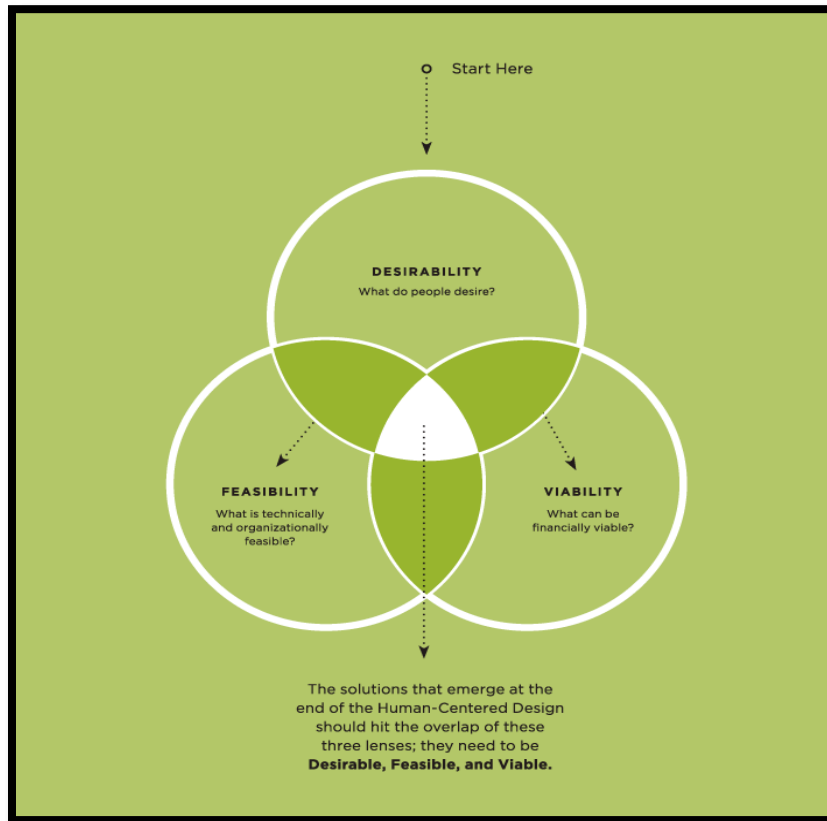 Start Here
DESIRABILITY
What do people desire?
FEASIBILITY
What is technically
and organizationally
feasible?
VIABILITY
What can be
financially viable?
The solutions that emerge at the
end of the Human-Centered Design
should hit the overlap of these
three lenses; they need to be
Desirable, Feasible, and Viable.